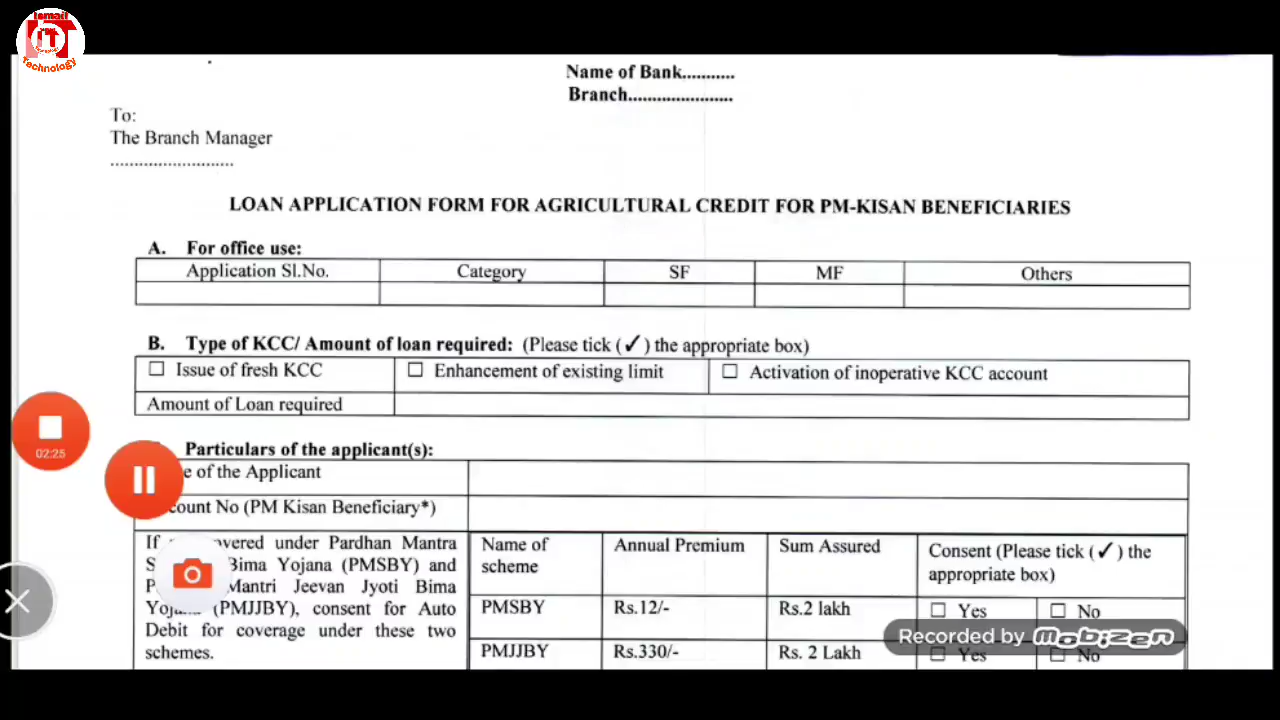 Ismail
iT
Technology
Name of Bank...........
Branch......................
To:
The Branch Manager
..........................
LOAN APPLICATION FORM FOR AGRICULTURAL CREDIT FOR PM-KISAN BENEFICIARIES
A. For office use:
Application Sl.No. Category SF MF Others
B. Type of KCC/ Amount of loan required: (Please tick (✓) the appropriate box)
☐ Issue of fresh KCC ☐ Enhancement of existing limit ☐ Activation of inoperative KCC account
Amount of Loan required
Particulars of the applicant(s):
e of the Applicant
count No (PM Kisan Beneficiary*)
If overed under Pardhan Mantra
S Bima Yojana (PMSBY) and
P Mantri Jeevan Jyoti Bima
Yojana (PMJJBY), consent for Auto
Debit for coverage under these two
schemes.
Name of scheme Annual Premium Sum Assured Consent (Please tick (✓) the
appropriate box)
PMSBY Rs.12/- Rs.2 lakh ☐ Yes ☐ No
PMJJBY Rs.330/- Rs. 2 Lakh ☐ Yes ☐ No
02:25
Recorded by mobizen